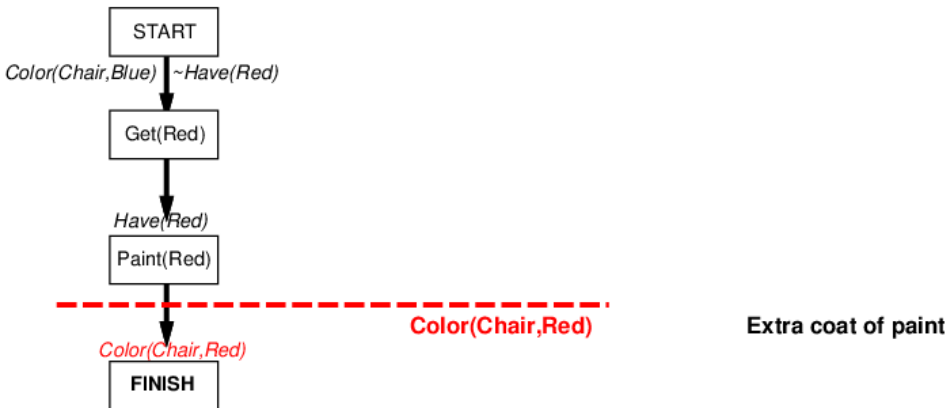 START
Color(Chair,Blue) ~Have(Red)
Get(Red)
Have(Red)
Paint(Red)
Color(Chair,Red) Extra coat of paint
Color(Chair,Red)
FINISH